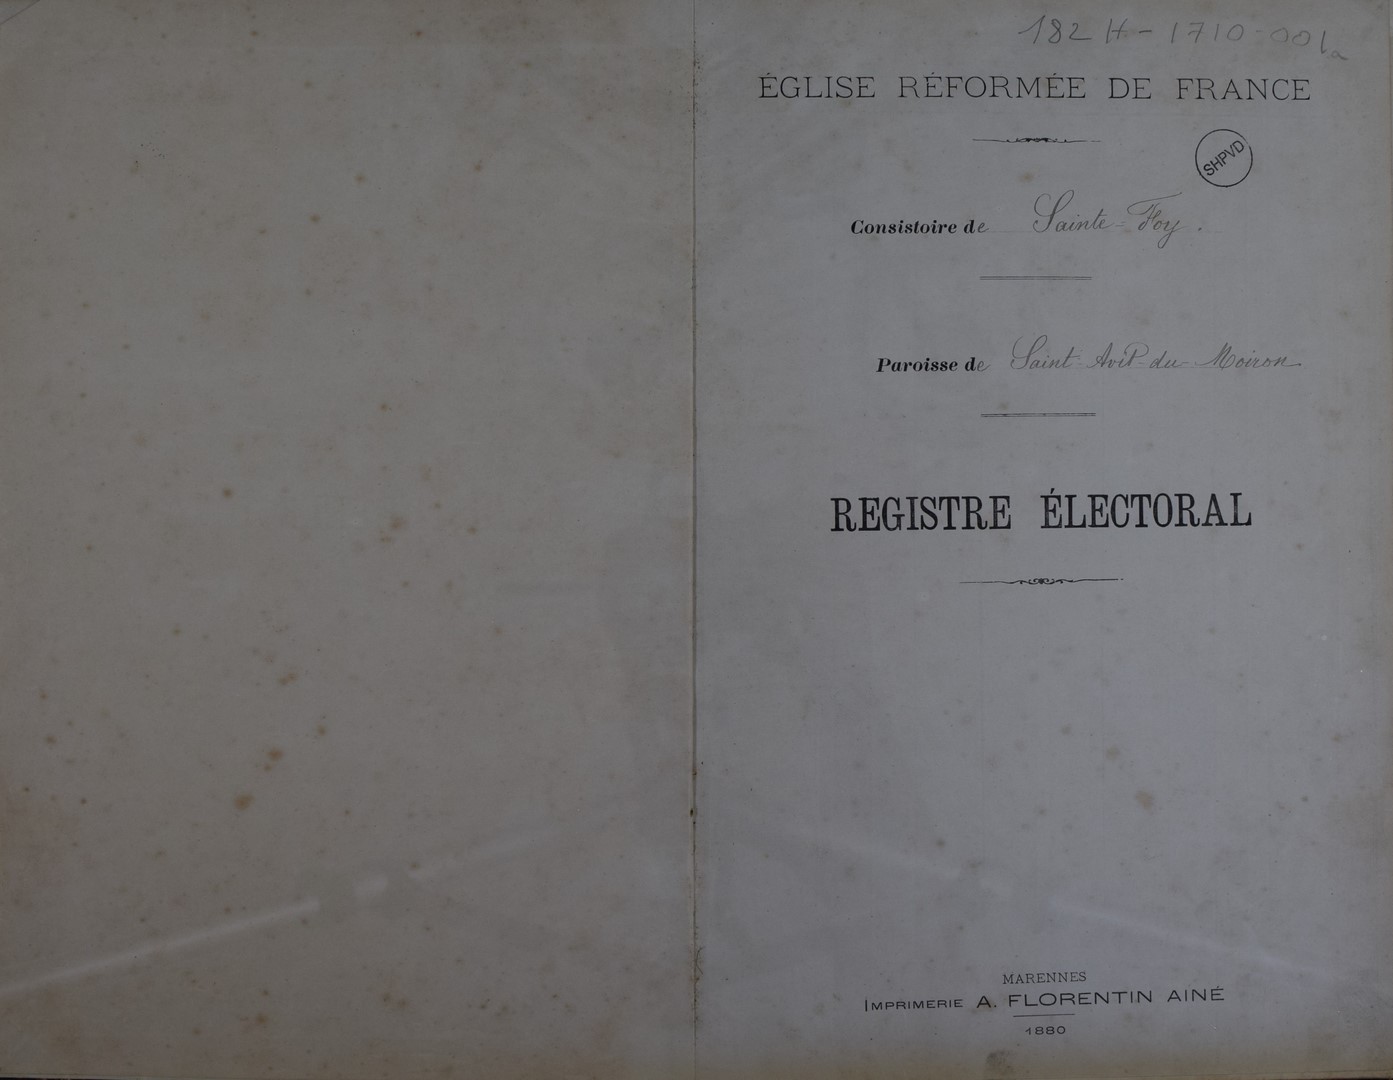 182 H - 1710-001a
ÉGLISE RÉFORMÉE DE FRANCE
SHPVD
Consistoire de Sainte-Foy.
Paroisse de Saint-Avit-du-Moiron
REGISTRE ÉLECTORAL
MARENNES
IMPRIMERIE A. FLORENTIN AINÉ
1880